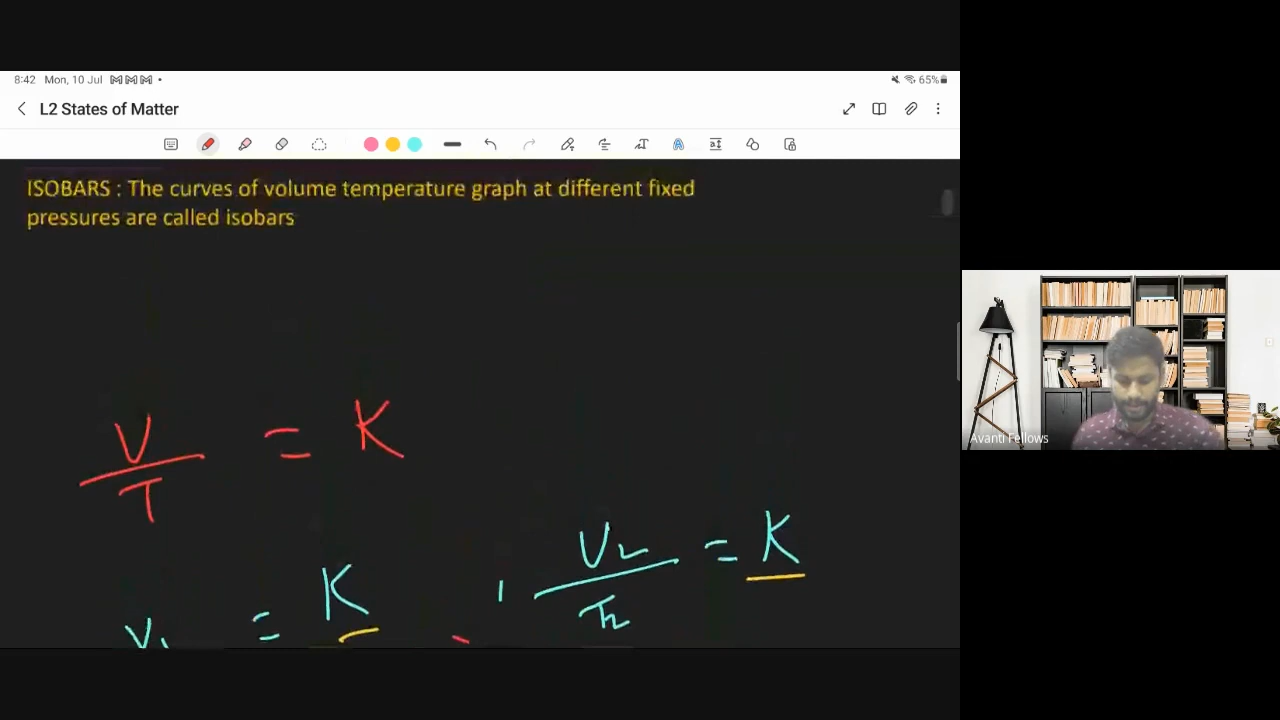 8:42 Mon, 10 Jul
65%
L2 States of Matter
ISOBARS : The curves of volume temperature graph at different fixed
pressures are called isobars
V/T = K
V₂/T₂ = K
= K
Avanti Fellows